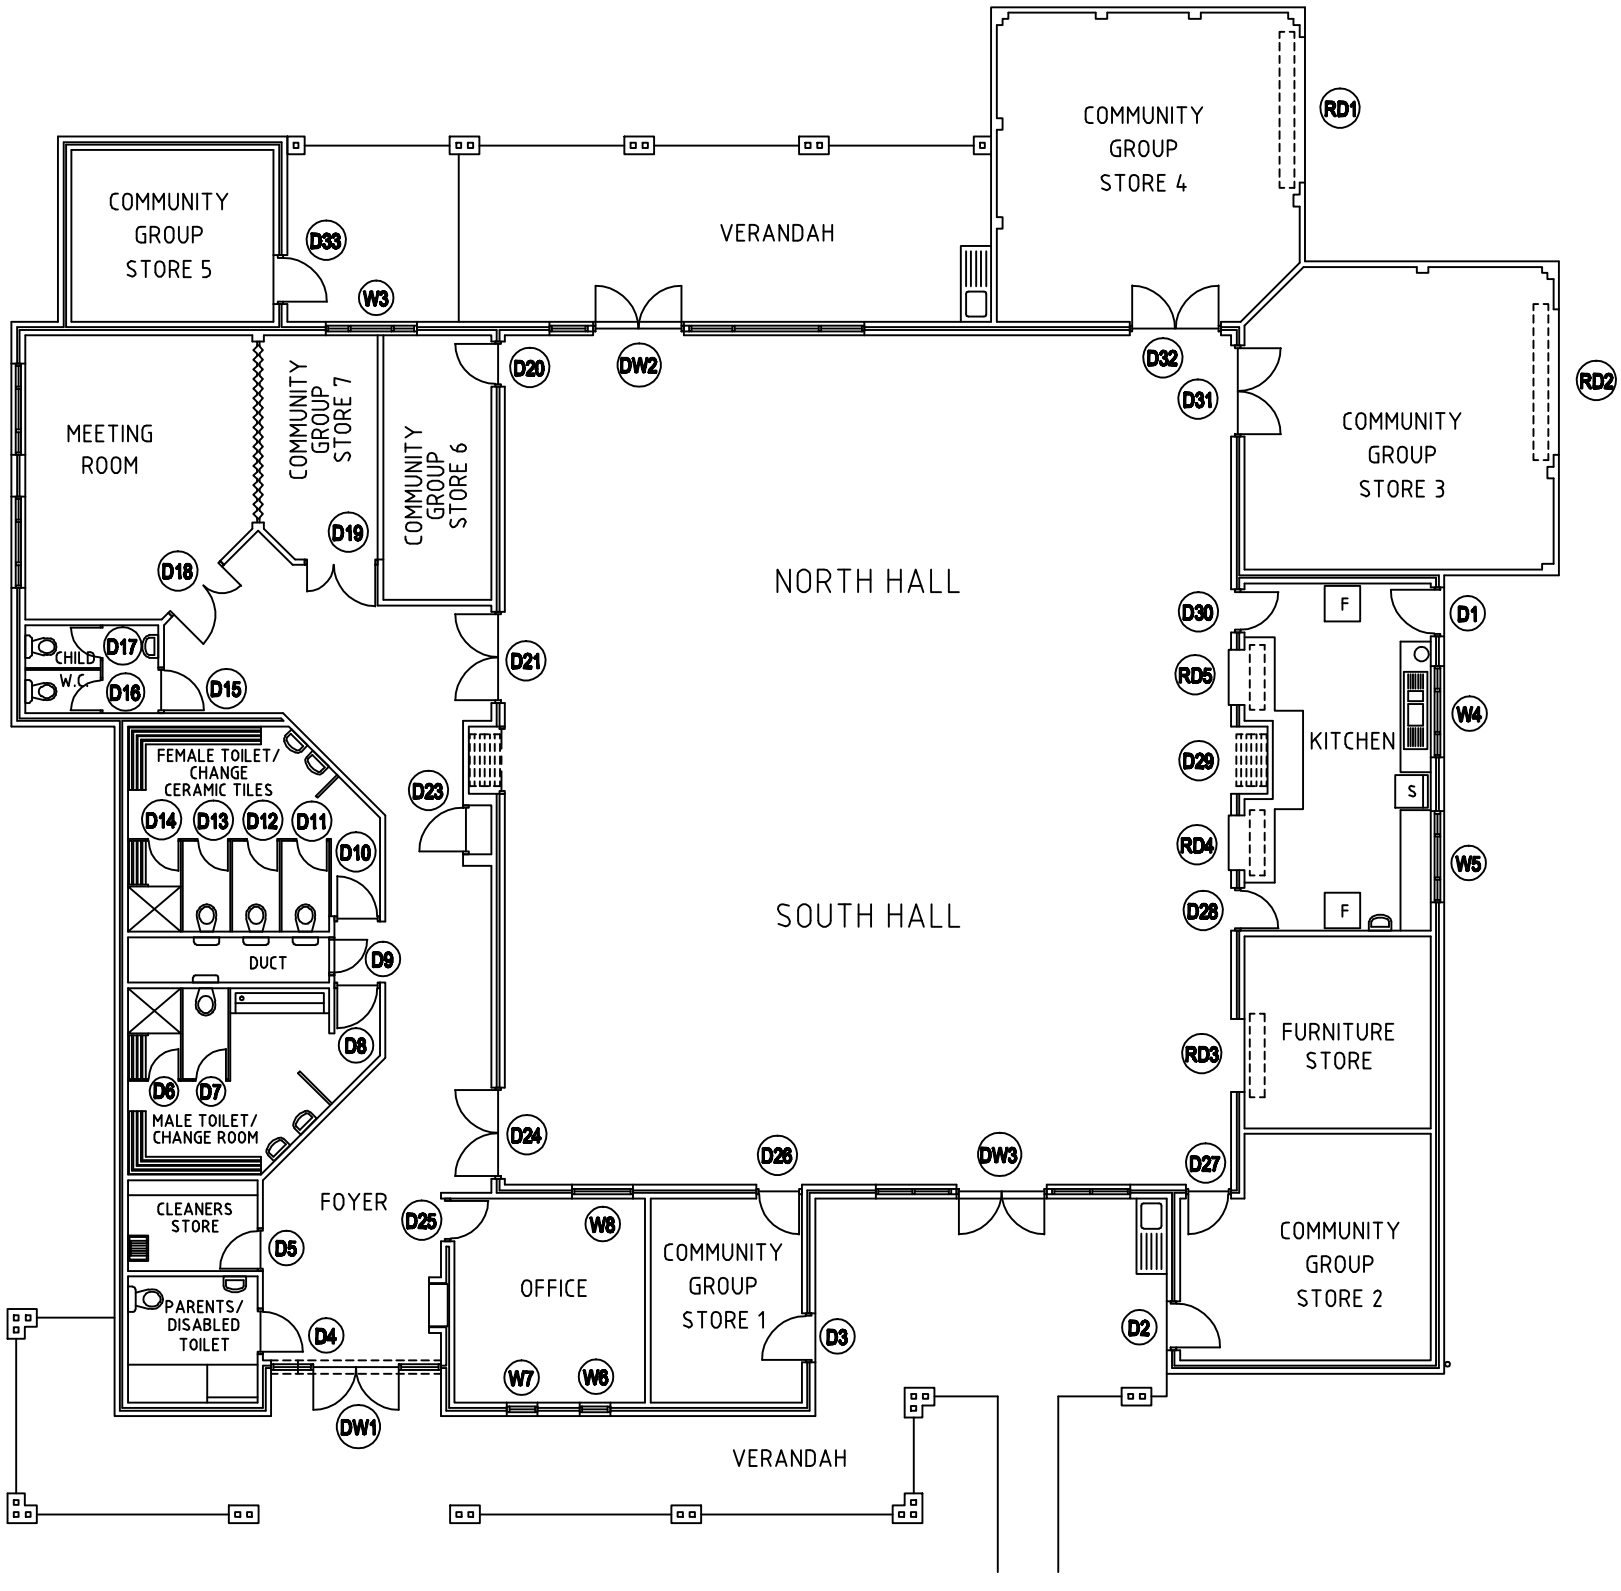 COMMUNITY
GROUP
STORE 4
RD1
COMMUNITY
GROUP
STORE 5
D33
VERANDAH
W3
D20
DW2
D32
D31
RD2
COMMUNITY
GROUP
STORE 7
COMMUNITY
GROUP
STORE 6
MEETING
ROOM
COMMUNITY
GROUP
STORE 3
D19
D18
NORTH HALL
D30
F
D1
CHILD
W.C.
D17
D16
D15
D21
RD5
W4
KITCHEN
D29
S
FEMALE TOILET/
CHANGE
CERAMIC TILES
D23
D14
D13
D12
D11
D10
RD4
W5
SOUTH HALL
D28
F
DUCT
D9
D8
D6
D7
RD3
FURNITURE
STORE
MALE TOILET/
CHANGE ROOM
D24
D26
DW3
D27
CLEANERS
STORE
FOYER
D25
W8
D5
COMMUNITY
GROUP
STORE 1
OFFICE
COMMUNITY
GROUP
STORE 2
PARENTS/
DISABLED
TOILET
D4
D3
D2
W7
W6
DW1
VERANDAH